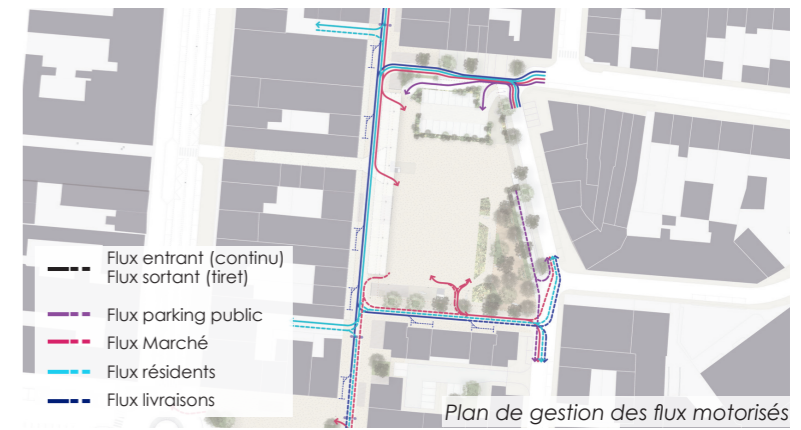 Flux entrant (continu)
Flux sortant (tiret)
Flux parking public
Flux Marché
Flux résidents
Flux livraisons
Plan de gestion des flux motorisés